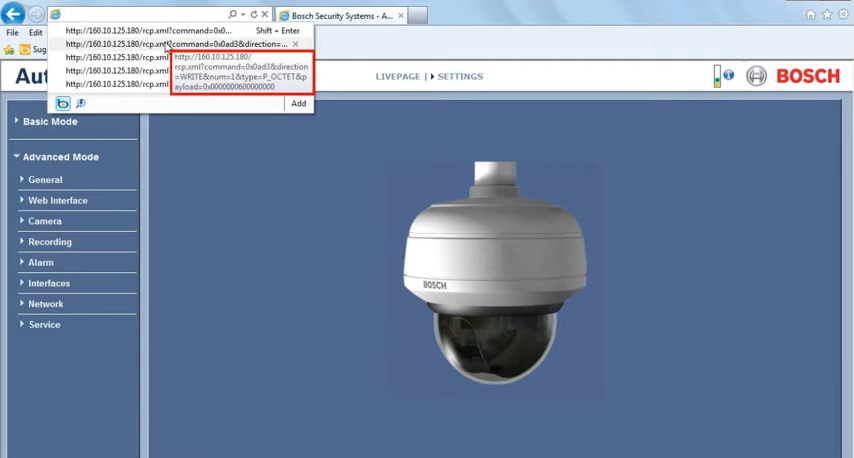 Bosch Security Systems - A...
http://160.10.125.180/rcp.xml?command=0x0... Shift + Enter
File Edit
http://160.10.125.180/rcp.xml?command=0x0ad3&direction=...
Sug
http://160.10.125.180/rcp.xml
http://160.10.125.180/
rcp.xml?command=0x0ad3&direction
=WRITE&num=1&type=P_OCTET&p
ayload=0x0000000600000000
http://160.10.125.180/rcp.xml
http://160.10.125.180/rcp.xml
Add
Aut
LIVEPAGE SETTINGS
BOSCH
Basic Mode
Advanced Mode
General
Web Interface
Camera
Recording
Alarm
Interfaces
Network
Service
BOSCH